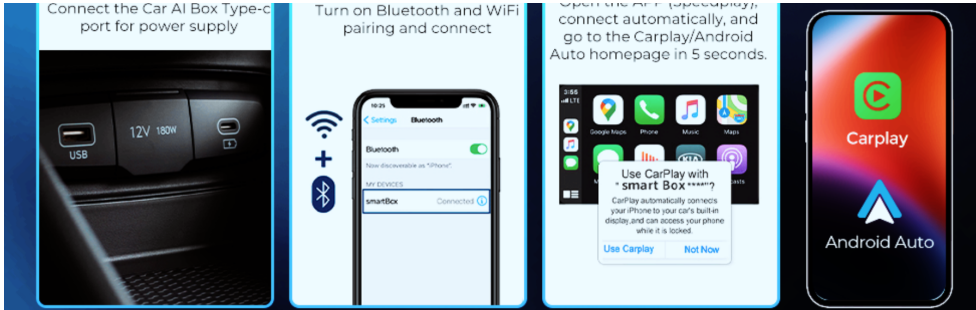 Connect the Car AI Box Type-c
port for power supply
USB
12V 180W
Turn on Bluetooth and WiFi
pairing and connect
10:25
Settings Bluetooth
Bluetooth
Now discoverable as "iPhone".
MY DEVICES
smartBox Connected
Open the APP (Speedplay),
connect automatically, and
go to the Carplay/Android
Auto homepage in 5 seconds.
3:56
LTE
Google Maps Phone Music Maps
KIA
Use CarPlay with
"smart Box*****"?
CarPlay automatically connects
your iPhone to your car's built-in
display,and can access your phone
while it is locked.
Use Carplay Not Now
Carplay
Android Auto